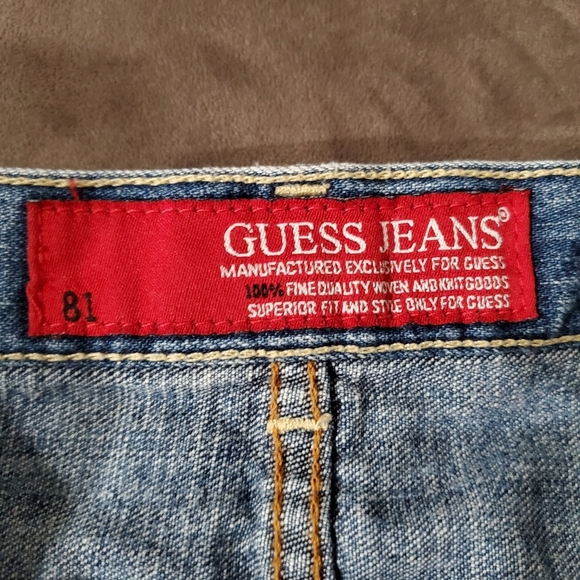 GUESS JEANS®
MANUFACTURED EXCLUSIVELY FOR GUESS
100% FINE QUALITY WOVEN AND KNIT GOODS
SUPERIOR FIT AND STYLE ONLY FOR GUESS
81